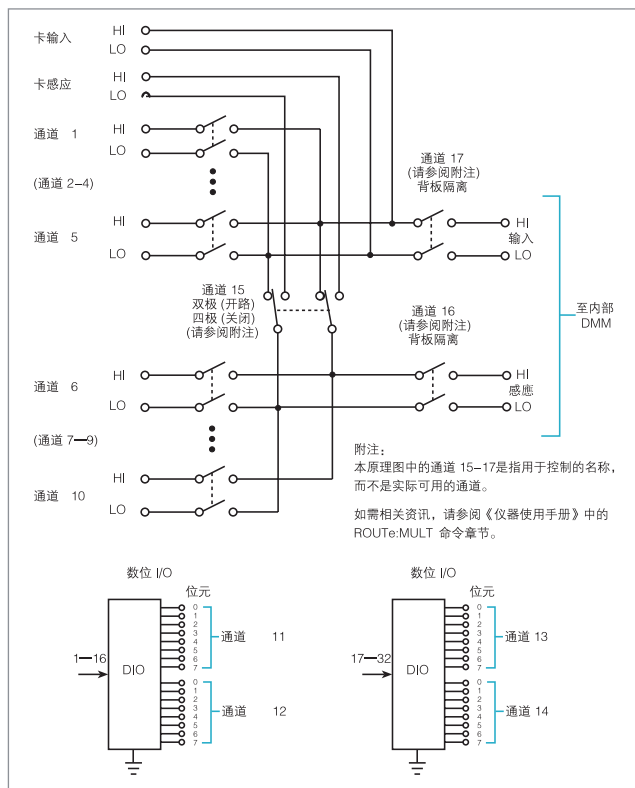 卡输入 HI
LO
卡感应 HI
LO
通道 1 HI
LO
(通道 2–4)
通道 5 HI
LO
通道 17
(请参阅附注)
背板隔离
HI
输入
LO
至内部
DMM
通道 15
双极 (开路)
四极 (关闭)
(请参阅附注)
通道 16
(请参阅附注)
背板隔离
通道 6 HI
LO
HI
感應
LO
(通道 7–9)
通道 10 HI
LO
附注：
本原理图中的通道 15–17是指用于控制的名称，
而不是实际可用的通道。
如需相关资讯，请参阅《仪器使用手册》中的
ROUTe:MULT 命令章节。
数位 I/O
位元
1–16
DIO
0
1
2
3
4
5
6
7
通道 11
0
1
2
3
4
5
6
7
通道 12
数位 I/O
位元
17–32
DIO
0
1
2
3
4
5
6
7
通道 13
0
1
2
3
4
5
6
7
通道 14